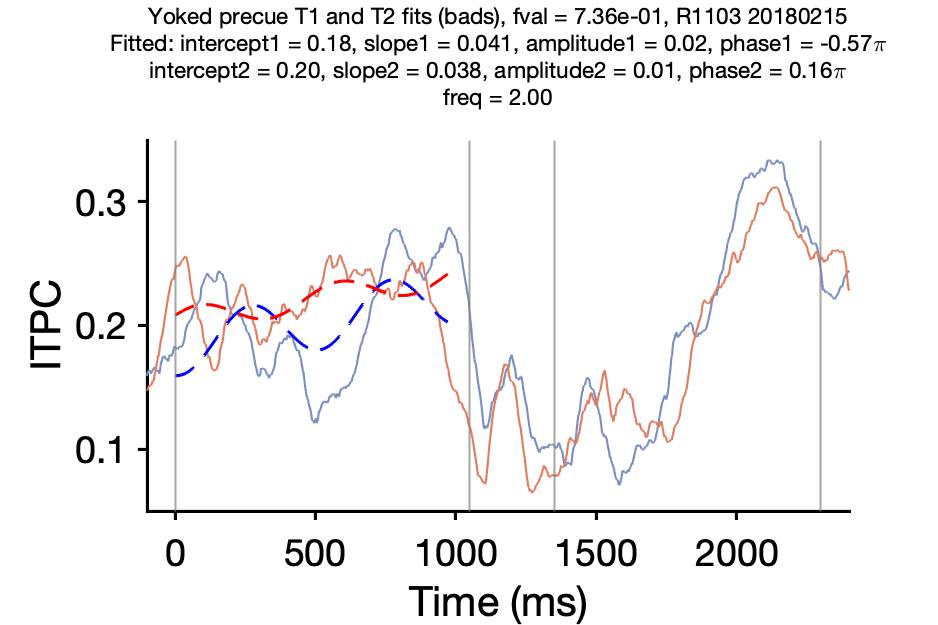 Yoked precue T1 and T2 fits (bads), fval = 7.36e-01, R1103 20180215
Fitted: intercept1 = 0.18, slope1 = 0.041, amplitude1 = 0.02, phase1 = -0.57π
intercept2 = 0.20, slope2 = 0.038, amplitude2 = 0.01, phase2 = 0.16π
freq = 2.00
0.3
0.2
0.1
ITPC
0 500 1000 1500 2000
Time (ms)